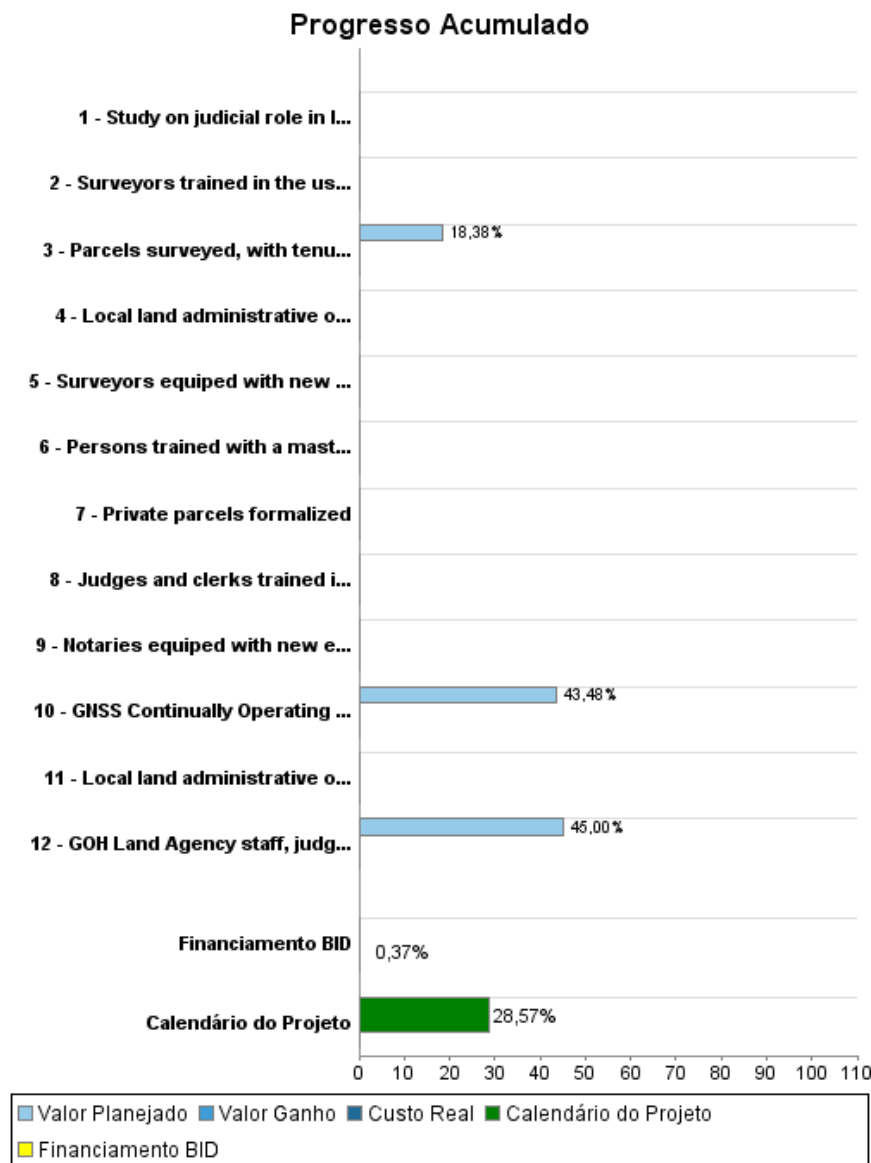 Progresso Acumulado
1 - Study on judicial role in l...
2 - Surveyors trained in the us...
18,38%
3 - Parcels surveyed, with tenu...
4 - Local land administrative o...
5 - Surveyors equiped with new ...
6 - Persons trained with a mast...
7 - Private parcels formalized
8 - Judges and clerks trained i...
9 - Notaries equiped with new e...
43,48%
10 - GNSS Continually Operating ...
11 - Local land administrative o...
45,00%
12 - GOH Land Agency staff, judg...
Financiamento BID
0,37%
Calendário do Projeto
28,57%
0 10 20 30 40 50 60 70 80 90 100 110
Valor Planejado Valor Ganho Custo Real Calendário do Projeto
Financiamento BID